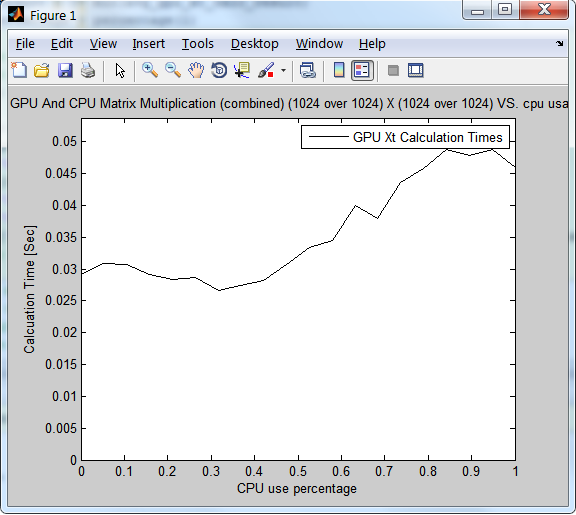 Figure 1
File Edit View Insert Tools Desktop Window Help
GPU And CPU Matrix Multiplication (combined) (1024 over 1024) X (1024 over 1024) VS. cpu usa
GPU Xt Calculation Times
0.05
0.045
0.04
0.035
0.03
0.025
0.02
0.015
0.01
0.005
0
Calcuation Time [Sec]
0 0.1 0.2 0.3 0.4 0.5 0.6 0.7 0.8 0.9 1
CPU use percentage